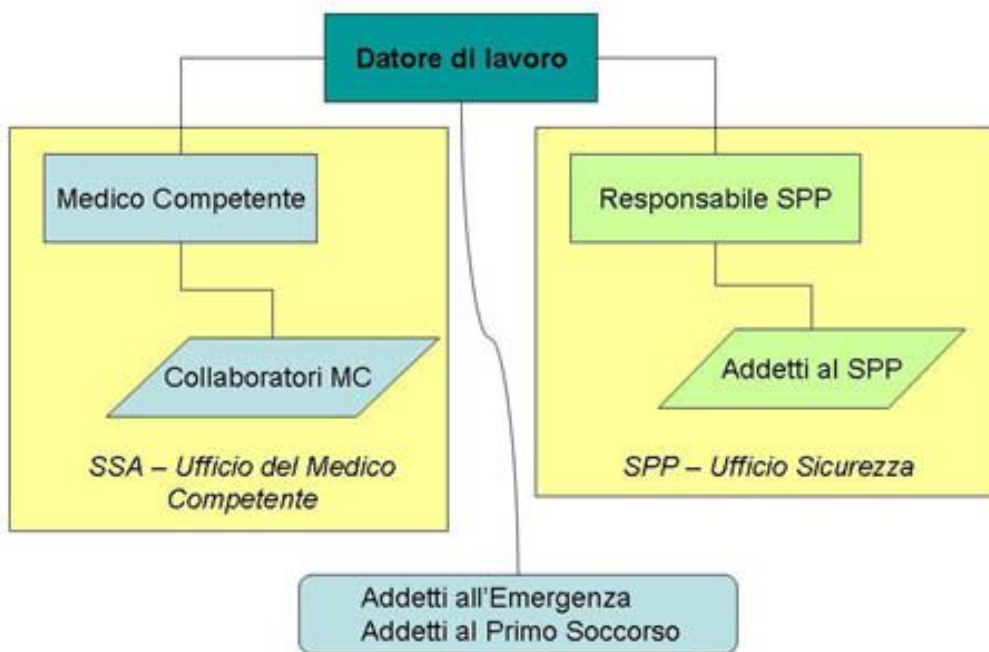 Datore di lavoro
Medico Competente
Collaboratori MC
SSA – Ufficio del Medico
Competente
Responsabile SPP
Addetti al SPP
SPP – Ufficio Sicurezza
Addetti all'Emergenza
Addetti al Primo Soccorso